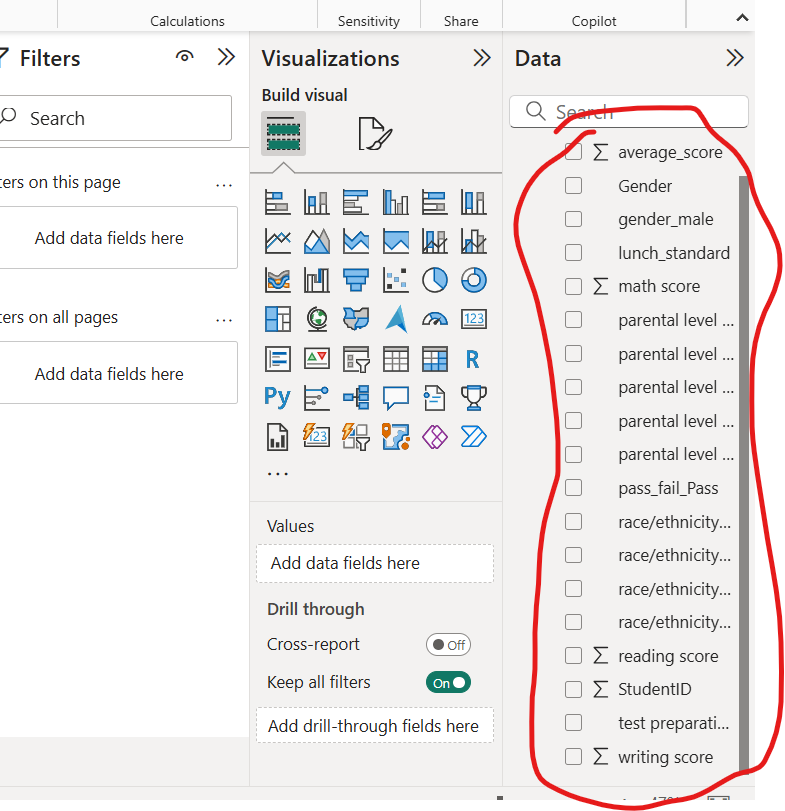 Calculations
Sensitivity
Share
Copilot
Filters
Search
ers on this page
...
Add data fields here
ers on all pages
...
Add data fields here
Visualizations
Build visual
123
R
Py
123
...
Values
Add data fields here
Drill through
Cross-report
Off
Keep all filters
On
Add drill-through fields here
Data
Search
Σ average_score
Gender
gender_male
lunch_standard
Σ math score
parental level ...
parental level ...
parental level ...
parental level ...
parental level ...
pass_fail_Pass
race/ethnicity...
race/ethnicity...
race/ethnicity...
race/ethnicity...
Σ reading score
Σ StudentID
test preparati...
Σ writing score